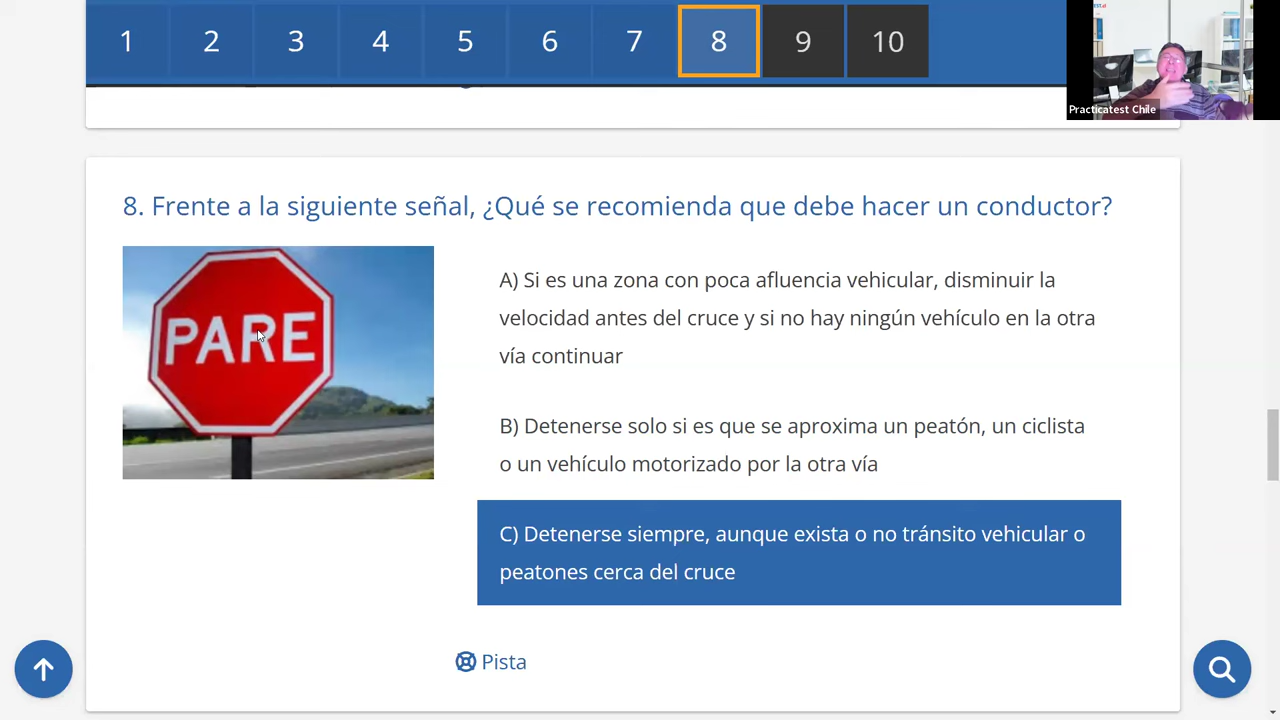 1 2 3 4 5 6 7 8 9 10
Practicatest Chile
8. Frente a la siguiente señal, ¿Qué se recomienda que debe hacer un conductor?
PARE
A) Si es una zona con poca afluencia vehicular, disminuir la
velocidad antes del cruce y si no hay ningún vehículo en la otra
vía continuar
B) Detenerse solo si es que se aproxima un peatón, un ciclista
o un vehículo motorizado por la otra vía
C) Detenerse siempre, aunque exista o no tránsito vehicular o
peatones cerca del cruce
Pista